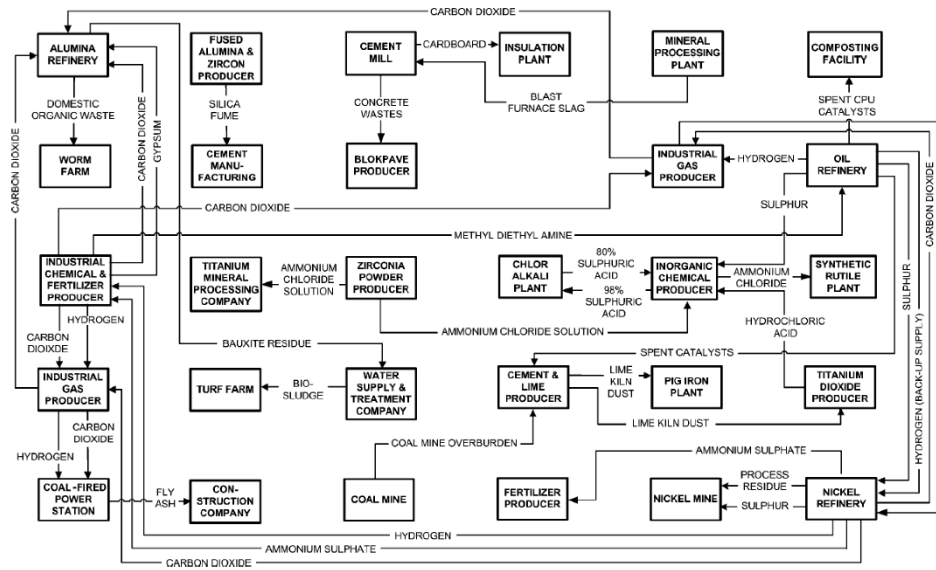 CARBON DIOXIDE
ALUMINA
REFINERY
FUSED
ALUMINA &
ZIRCON
PRODUCER
CEMENT
MILL
CARDBOARD
INSULATION
PLANT
MINERAL
PROCESSING
PLANT
COMPOSTING
FACILITY
DOMESTIC
ORGANIC WASTE
SILICA
FUME
CONCRETE
WASTES
BLAST
FURNACE SLAG
SPENT CPU
CATALYSTS
CARBON DIOXIDE
CARBON DIOXIDE
GYPSUM
WORM
FARM
CEMENT
MANU-
FACTURING
BLOKPAVE
PRODUCER
INDUSTRIAL
GAS
PRODUCER
HYDROGEN
OIL
REFINERY
CARBON DIOXIDE
SULPHUR
CARBON DIOXIDE
METHYL DIETHYL AMINE
INDUSTRIAL
CHEMICAL &
FERTILIZER
PRODUCER
TITANIUM
MINERAL
PROCESSING
COMPANY
AMMONIUM
CHLORIDE
SOLUTION
ZIRCONIA
POWDER
PRODUCER
CHLOR
ALKALI
PLANT
80%
SULPHURIC
ACID
98%
SULPHURIC
ACID
INORGANIC
CHEMICAL
PRODUCER
AMMONIUM
CHLORIDE
SYNTHETIC
RUTILE
PLANT
SULPHUR
HYDROGEN (BACK-UP SUPPLY)
HYDROGEN
CARBON
DIOIXDE
AMMONIUM CHLORIDE SOLUTION
HYDROCHLORIC
ACID
BAUXITE RESIDUE
SPENT CATALYSTS
INDUSTRIAL
GAS
PRODUCER
TURF FARM
BIO-
SLUDGE
WATER
SUPPLY &
TREATMENT
COMPANY
CEMENT &
LIME
PRODUCER
LIME
KILN
DUST
PIG IRON
PLANT
TITANIUM
DIOXIDE
PRODUCER
LIME KILN DUST
CARBON
DIOXIDE
HYDROGEN
COAL MINE OVERBURDEN
AMMONIUM SULPHATE
COAL-FIRED
POWER
STATION
FLY
ASH
CON-
STRUCTION
COMPANY
COAL MINE
FERTILIZER
PRODUCER
NICKEL MINE
PROCESS
RESIDUE
SULPHUR
NICKEL
REFINERY
HYDROGEN
AMMONIUM SULPHATE
CARBON DIOXIDE